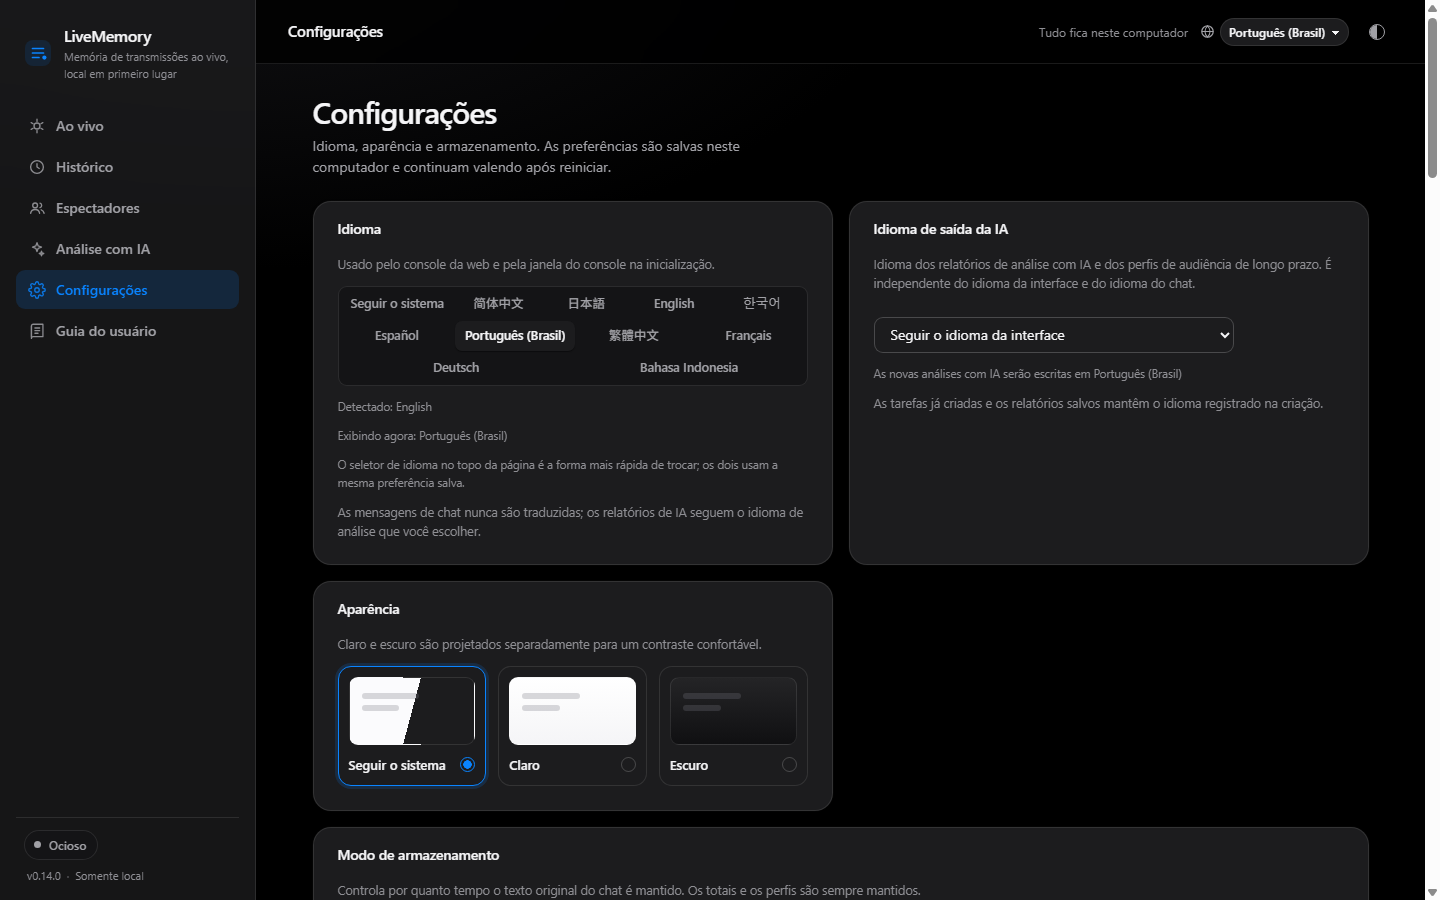 LiveMemory
Memória de transmissões ao vivo,
local em primeiro lugar
Ao vivo
Histórico
Espectadores
Análise com IA
Configurações
Guia do usuário
Ocioso
v0.14.0 · Somente local
Configurações
Tudo fica neste computador
Português (Brasil)
Configurações
Idioma, aparência e armazenamento. As preferências são salvas neste
computador e continuam valendo após reiniciar.
Idioma
Usado pelo console da web e pela janela do console na inicialização.
Seguir o sistema 简体中文 日本語 English 한국어
Español Português (Brasil) 繁體中文 Français
Deutsch Bahasa Indonesia
Detectado: English
Exibindo agora: Português (Brasil)
O seletor de idioma no topo da página é a forma mais rápida de trocar; os dois usam a
mesma preferência salva.
As mensagens de chat nunca são traduzidas; os relatórios de IA seguem o idioma de
análise que você escolher.
Idioma de saída da IA
Idioma dos relatórios de análise com IA e dos perfis de audiência de longo prazo. É
independente do idioma da interface e do idioma do chat.
Seguir o idioma da interface
As novas análises com IA serão escritas em Português (Brasil)
As tarefas já criadas e os relatórios salvos mantêm o idioma registrado na criação.
Aparência
Claro e escuro são projetados separadamente para um contraste confortável.
Seguir o sistema
Claro
Escuro
Modo de armazenamento
Controla por quanto tempo o texto original do chat é mantido. Os totais e os perfis são sempre mantidos.